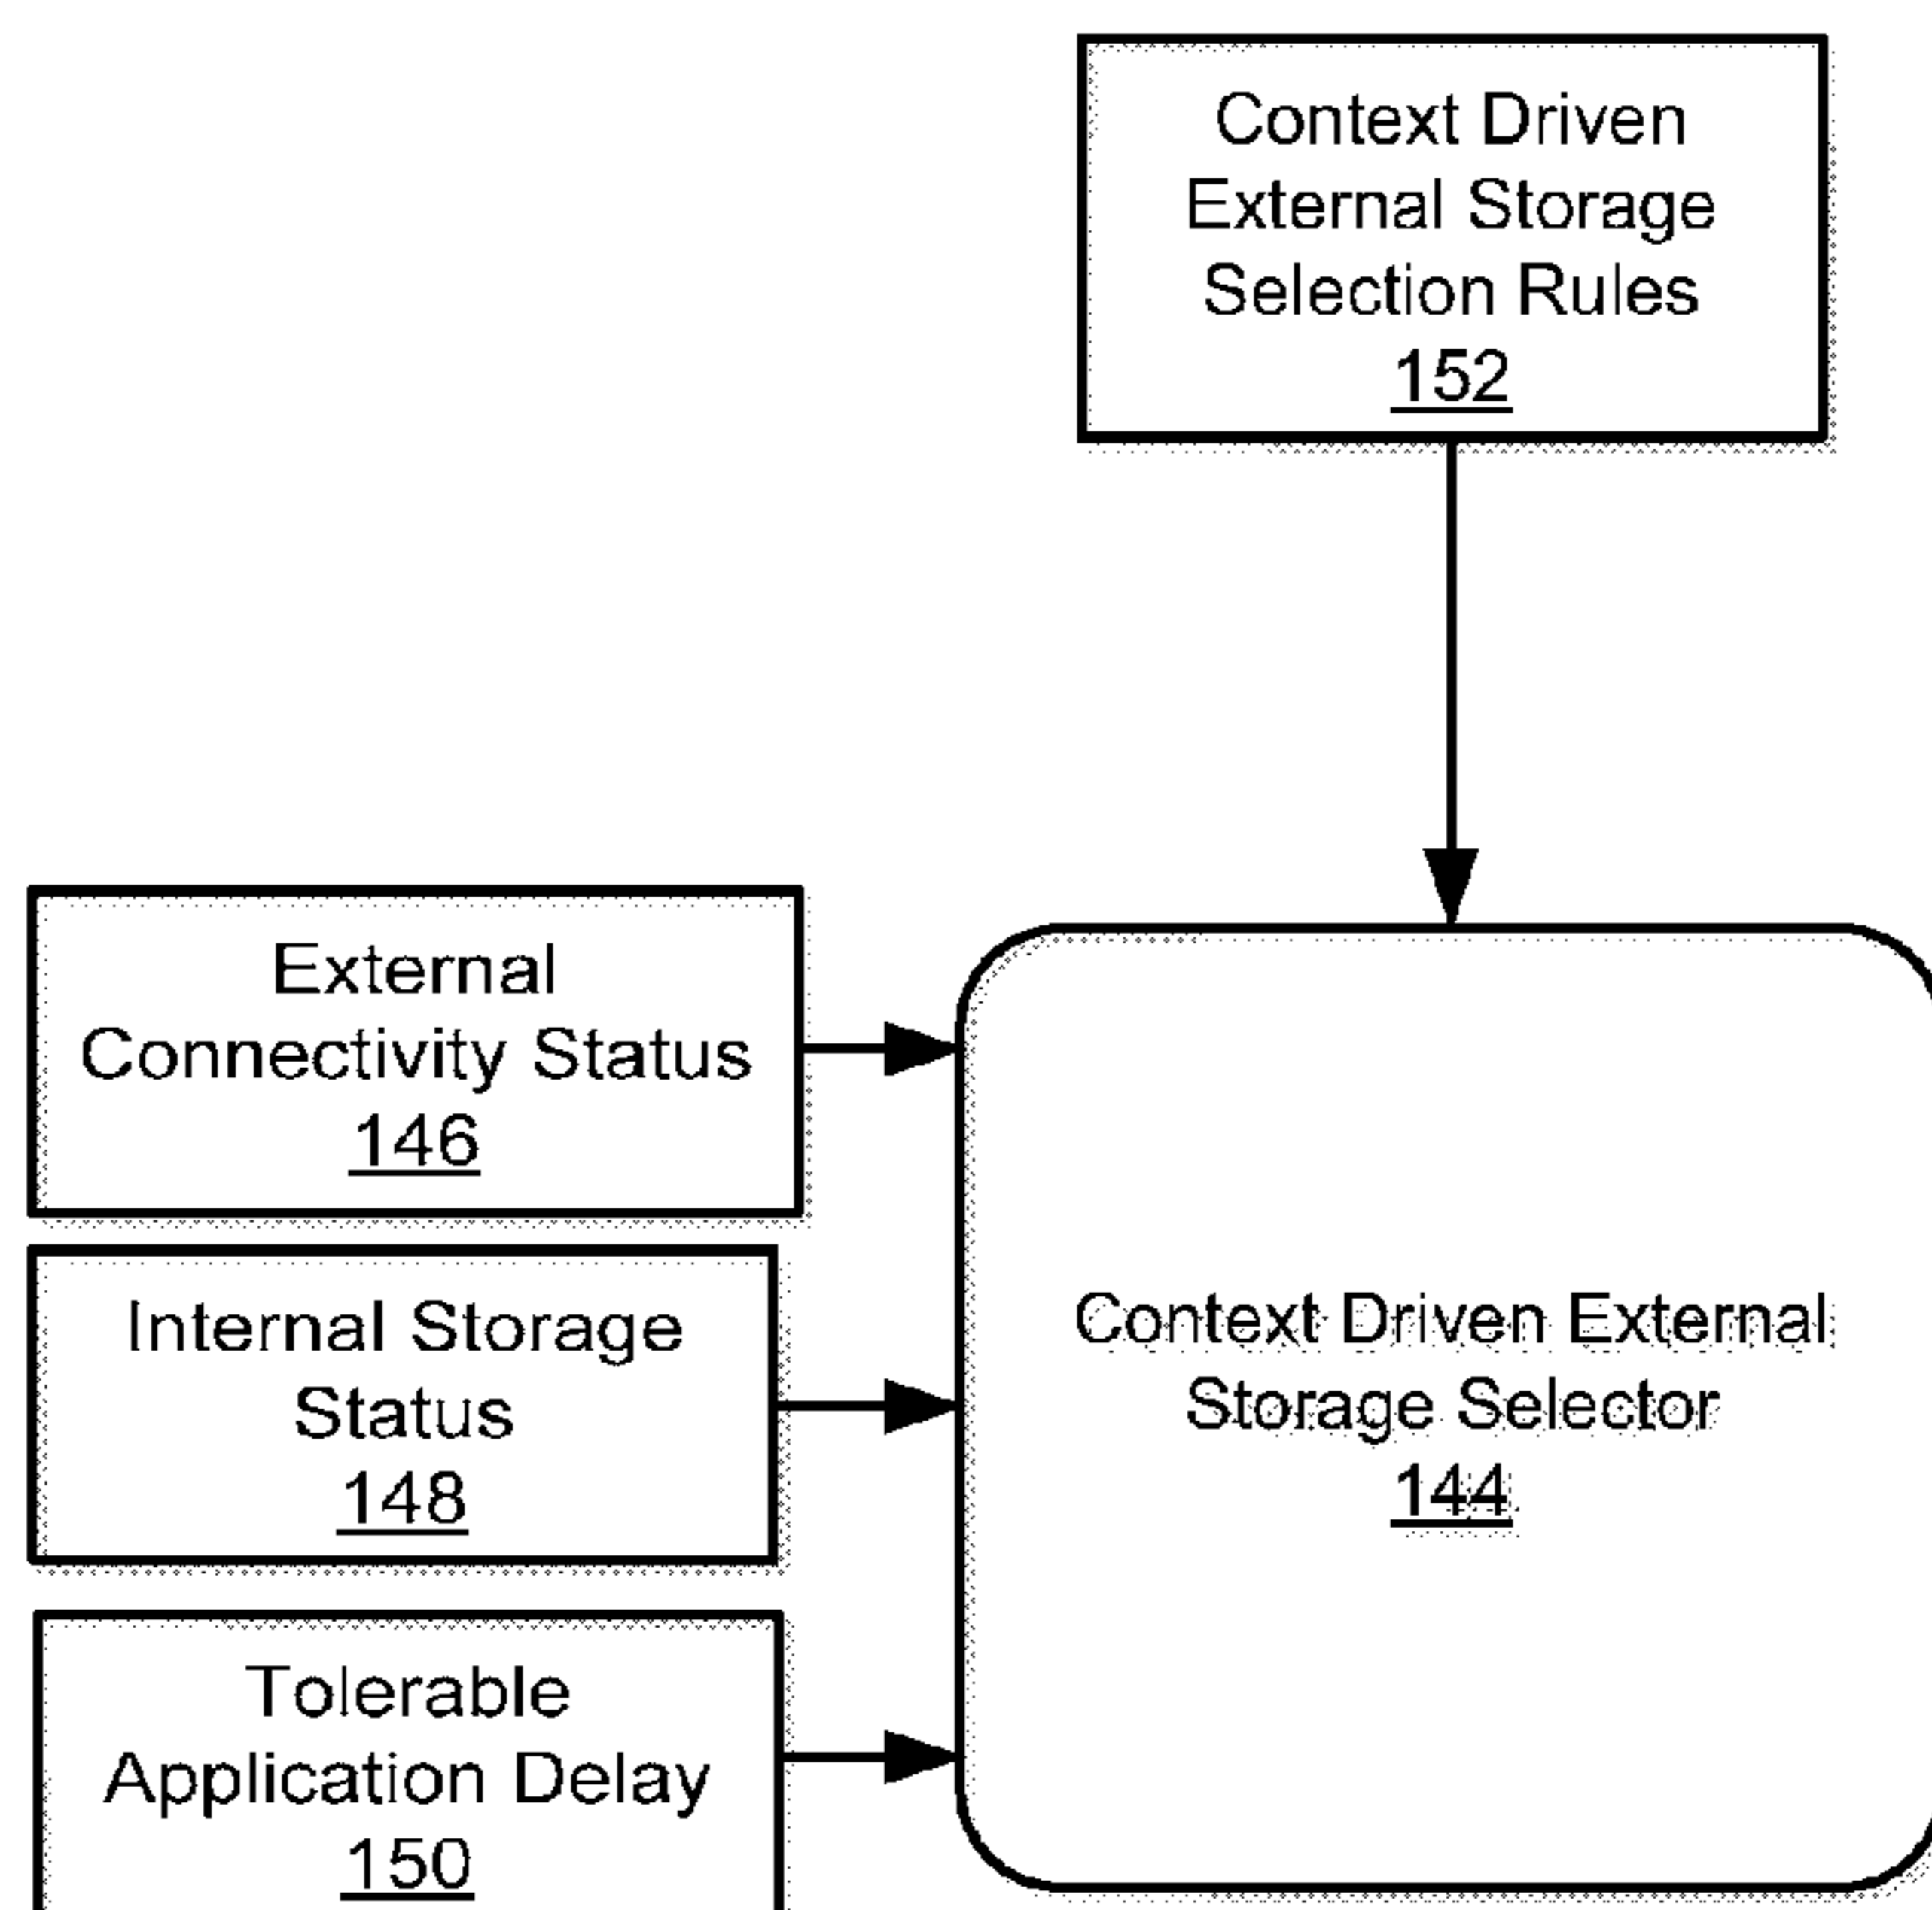 Context Driven
External Storage
Selection Rules
152
External
Connectivity Status
146
Internal Storage
Status
148
Context Driven External
Storage Selector
144
Tolerable
Application Delay
150